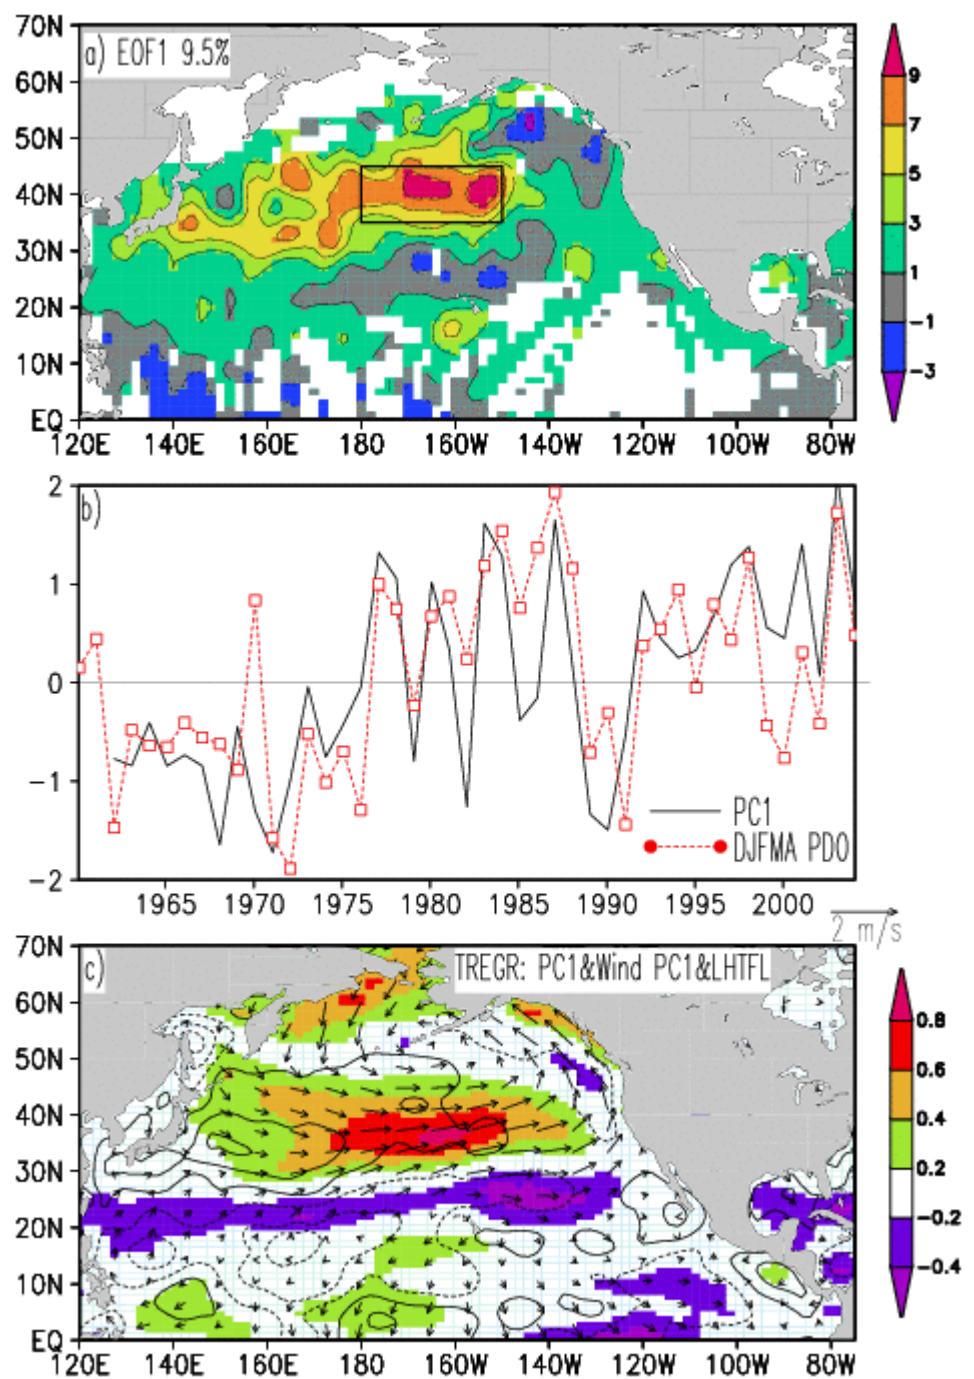 70N
a) EOF1 9.5%
60N
50N
40N
30N
20N
10N
EQ
120E 140E 160E 180 160W 140W 120W 100W 80W
9
7
5
3
1
-1
-3
b)
2
1
0
-1
-2
PC1
DJFMA PDO
1965 1970 1975 1980 1985 1990 1995 2000
2 m/s
70N
c)
TREGR: PC1&Wind PC1&LHTFL
60N
50N
40N
30N
20N
10N
EQ
120E 140E 160E 180 160W 140W 120W 100W 80W
0.8
0.6
0.4
0.2
-0.2
-0.4